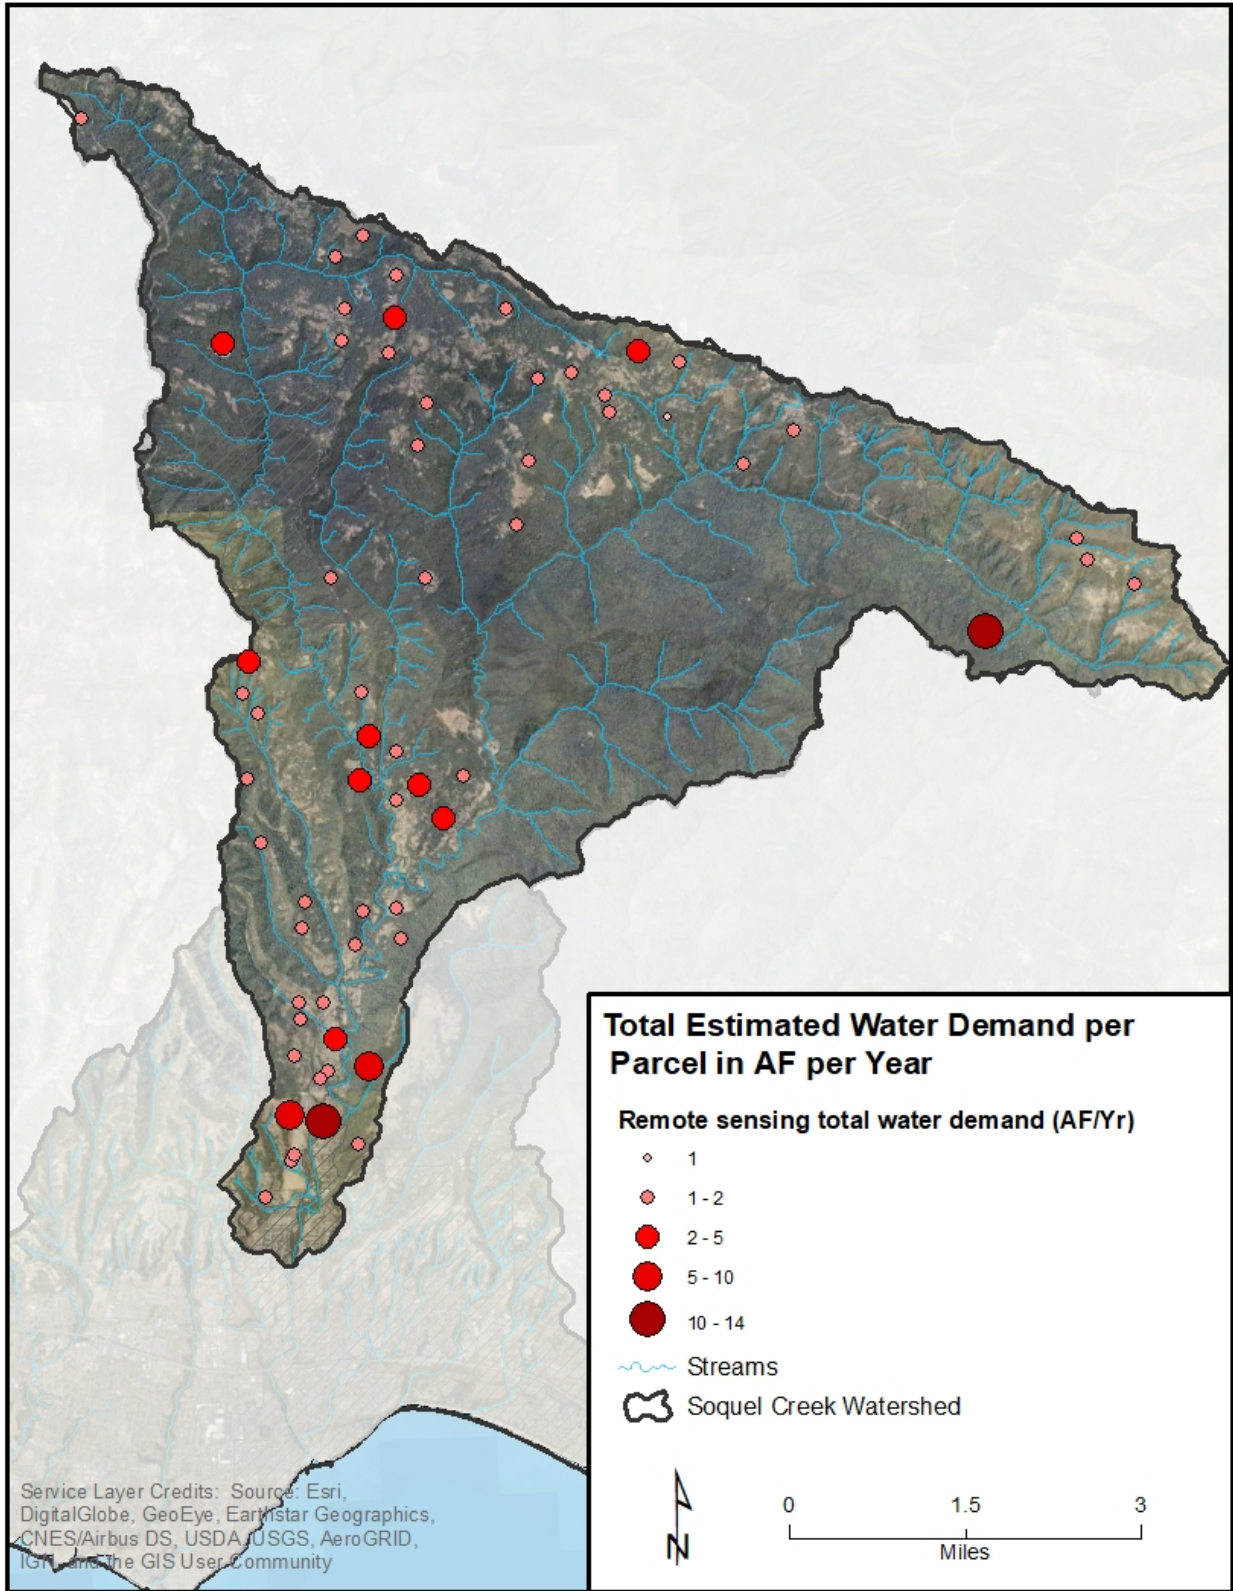 Total Estimated Water Demand per
Parcel in AF per Year
Remote sensing total water demand (AF/Yr)
1
1 - 2
2 - 5
5 - 10
10 - 14
Streams
Soquel Creek Watershed
N
0 1.5 3
Miles
Service Layer Credits: Source: Esri,
DigitalGlobe, GeoEye, Earthstar Geographics,
CNES/Airbus DS, USDA, USGS, AeroGRID,
IGN, and the GIS User Community